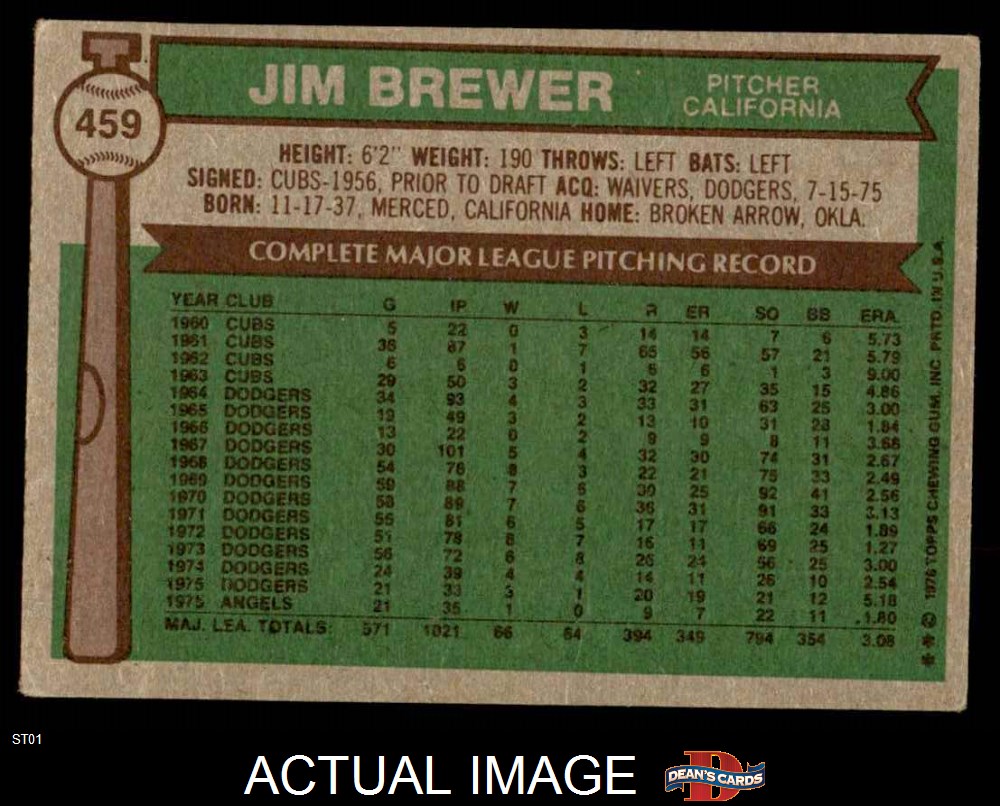 459
JIM BREWER
PITCHER
CALIFORNIA
HEIGHT: 6'2" WEIGHT: 190 THROWS: LEFT BATS: LEFT
SIGNED: CUBS-1956, PRIOR TO DRAFT ACQ: WAIVERS, DODGERS, 7-15-75
BORN: 11-17-37, MERCED, CALIFORNIA HOME: BROKEN ARROW, OKLA.
COMPLETE MAJOR LEAGUE PITCHING RECORD
YEAR CLUB G IP W L R ER SO BB ERA
1960 CUBS 5 22 0 3 14 14 7 6 5.73
1961 CUBS 36 87 1 7 65 56 57 21 5.79
1962 CUBS 6 6 0 1 6 6 1 3 9.00
1963 CUBS 29 50 3 2 32 27 35 15 4.86
1964 DODGERS 34 93 4 3 33 31 63 25 3.00
1965 DODGERS 19 49 3 2 13 10 31 28 1.84
1966 DODGERS 13 22 0 2 9 9 8 11 3.68
1967 DODGERS 30 101 5 4 32 30 74 31 2.67
1968 DODGERS 54 76 8 3 22 21 75 33 2.49
1969 DODGERS 59 88 7 6 30 25 92 41 2.56
1970 DODGERS 58 89 7 6 36 31 91 33 3.13
1971 DODGERS 55 81 6 5 17 17 66 24 1.89
1972 DODGERS 51 78 8 7 16 11 69 25 1.27
1973 DODGERS 56 72 6 8 26 24 56 25 3.00
1974 DODGERS 24 39 4 4 14 11 26 10 2.54
1975 DODGERS 21 33 3 1 20 19 21 12 5.18
1975 ANGELS 21 35 1 0 9 7 22 11 1.80
MAJ. LEA. TOTALS: 571 1021 66 64 394 349 794 354 3.08
* * © 1976 TOPPS CHEWING GUM, INC. PRTD. IN U.S.A.
ST01
ACTUAL IMAGE
DEAN'S CARDS